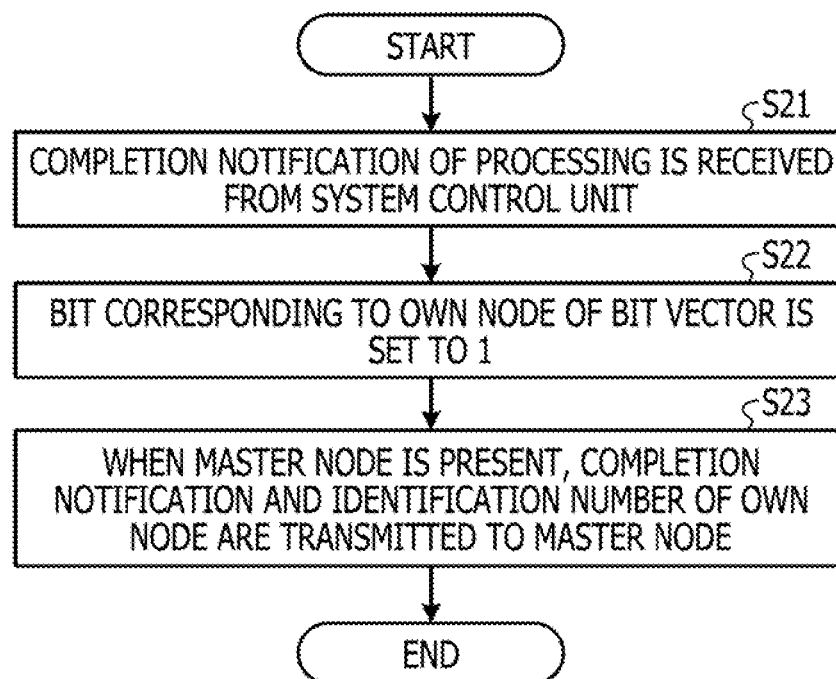 START
S21
COMPLETION NOTIFICATION OF PROCESSING IS RECEIVED
FROM SYSTEM CONTROL UNIT
S22
BIT CORRESPONDING TO OWN NODE OF BIT VECTOR IS
SET TO 1
S23
WHEN MASTER NODE IS PRESENT, COMPLETION
NOTIFICATION AND IDENTIFICATION NUMBER OF OWN
NODE ARE TRANSMITTED TO MASTER NODE
END